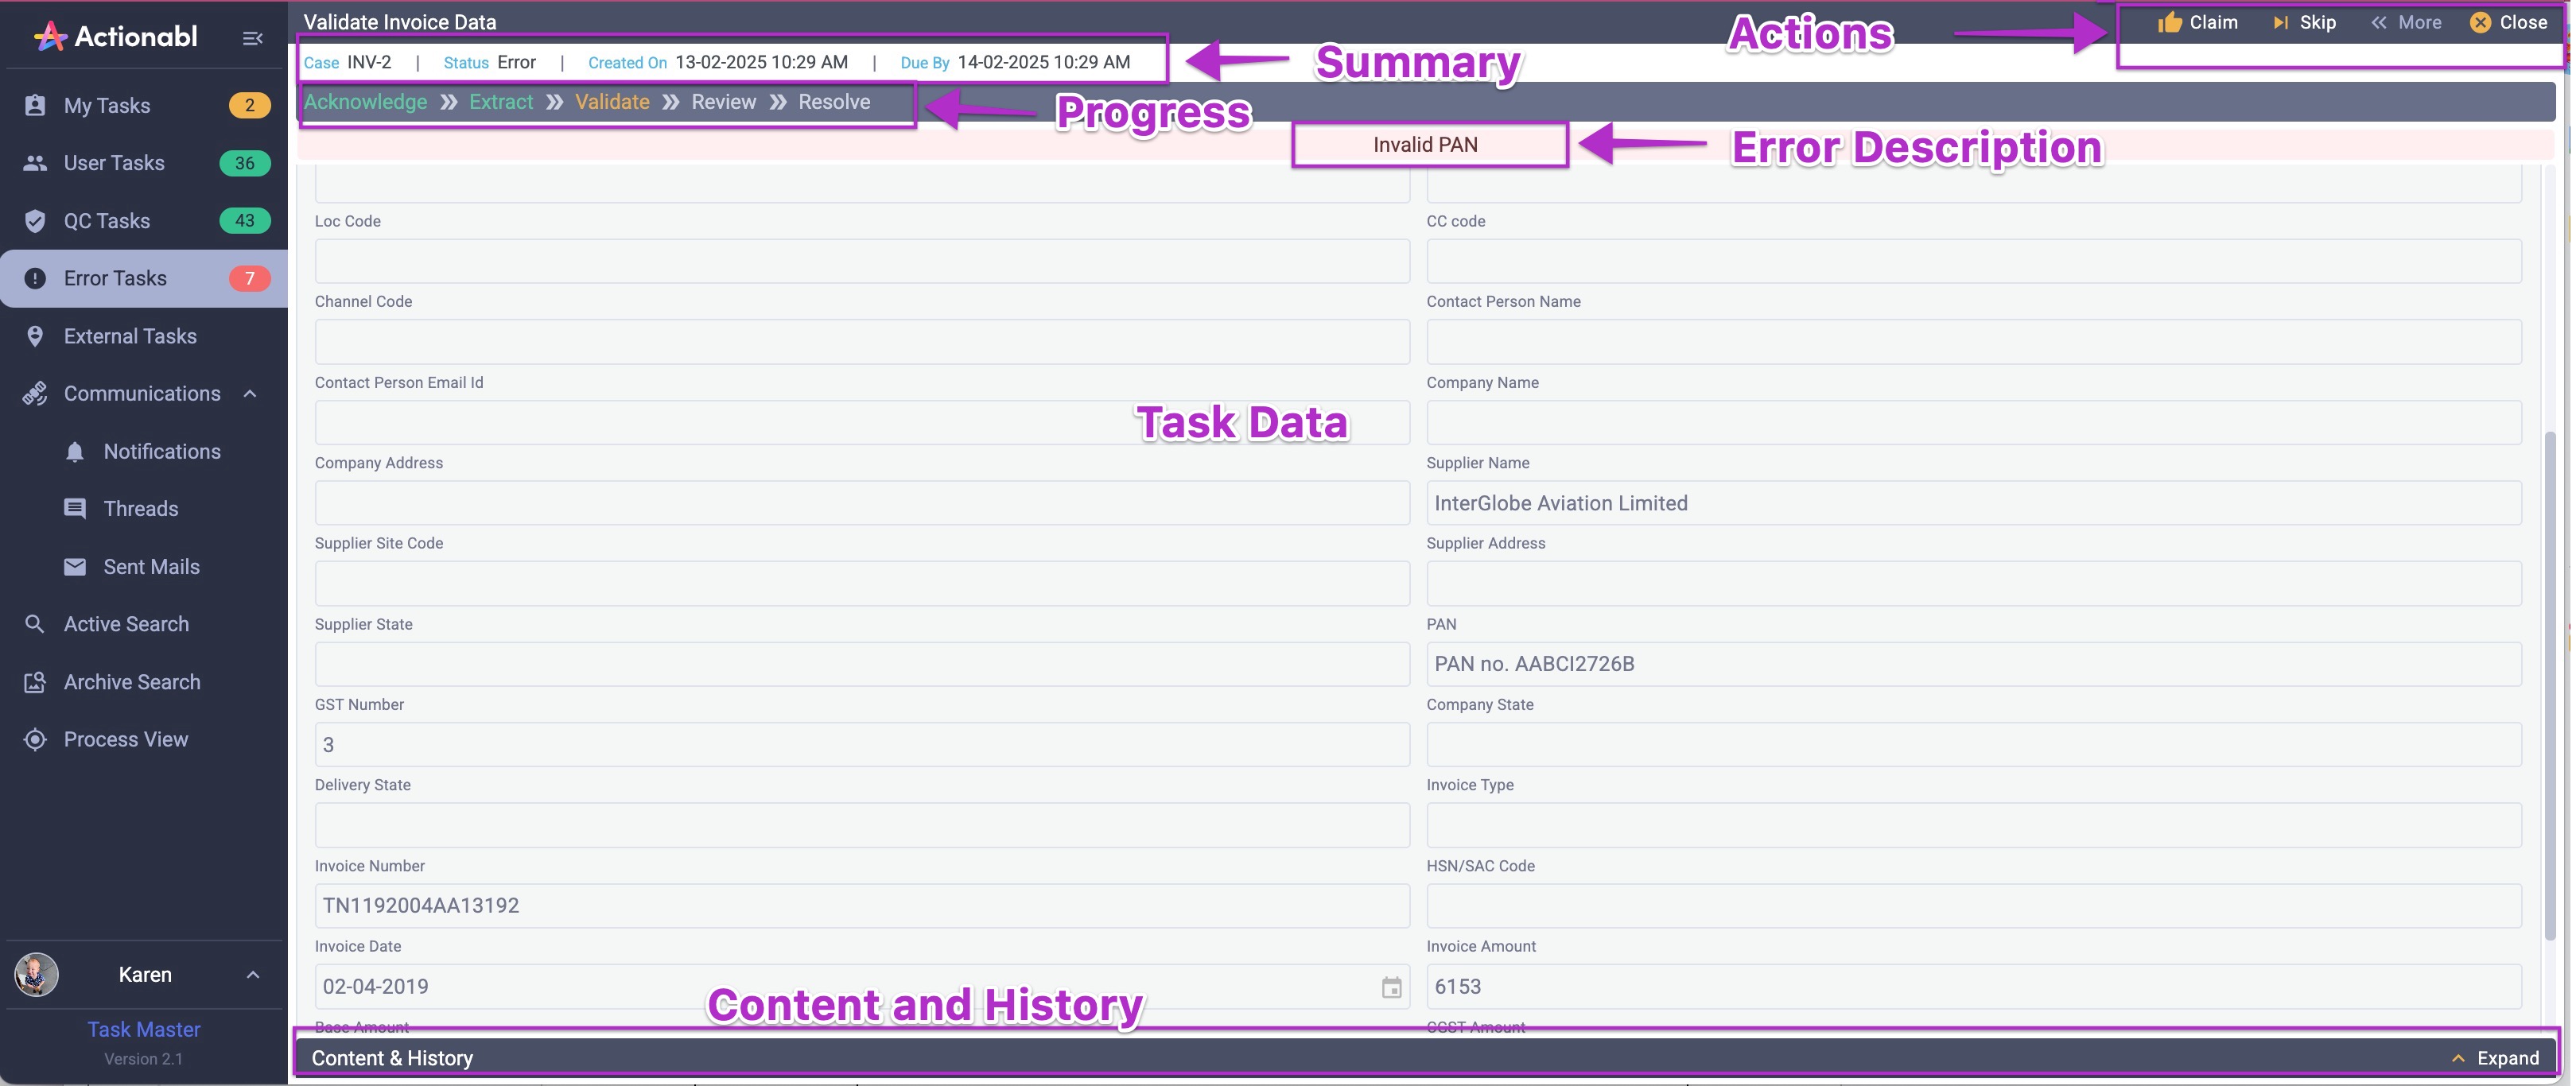 Actionabl
My Tasks 2
User Tasks 36
QC Tasks 43
Error Tasks 7
External Tasks
Communications
Notifications
Threads
Sent Mails
Active Search
Archive Search
Process View
Karen
Task Master
Version 2.1
Validate Invoice Data
Actions
Claim Skip More Close
Case INV-2 | Status Error | Created On 13-02-2025 10:29 AM | Due By 14-02-2025 10:29 AM
Summary
Acknowledge Extract Validate Review Resolve
Progress
Invalid PAN
Error Description
Loc Code
CC code
Channel Code
Contact Person Name
Contact Person Email Id
Company Name
Task Data
Company Address
Supplier Name
InterGlobe Aviation Limited
Supplier Site Code
Supplier Address
Supplier State
PAN
PAN no. AABCI2726B
GST Number
Company State
3
Delivery State
Invoice Type
Invoice Number
HSN/SAC Code
TN1192004AA13192
Invoice Date
Invoice Amount
02-04-2019
6153
Content and History
Base Amount
CGST Amount
Content & History
Expand